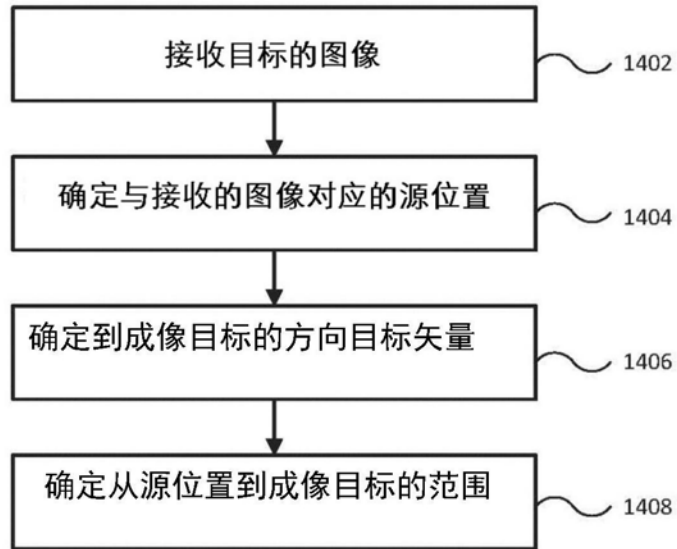 接收目标的图像
1402
确定与接收的图像对应的源位置
1404
确定到成像目标的方向目标矢量
1406
确定从源位置到成像目标的范围
1408